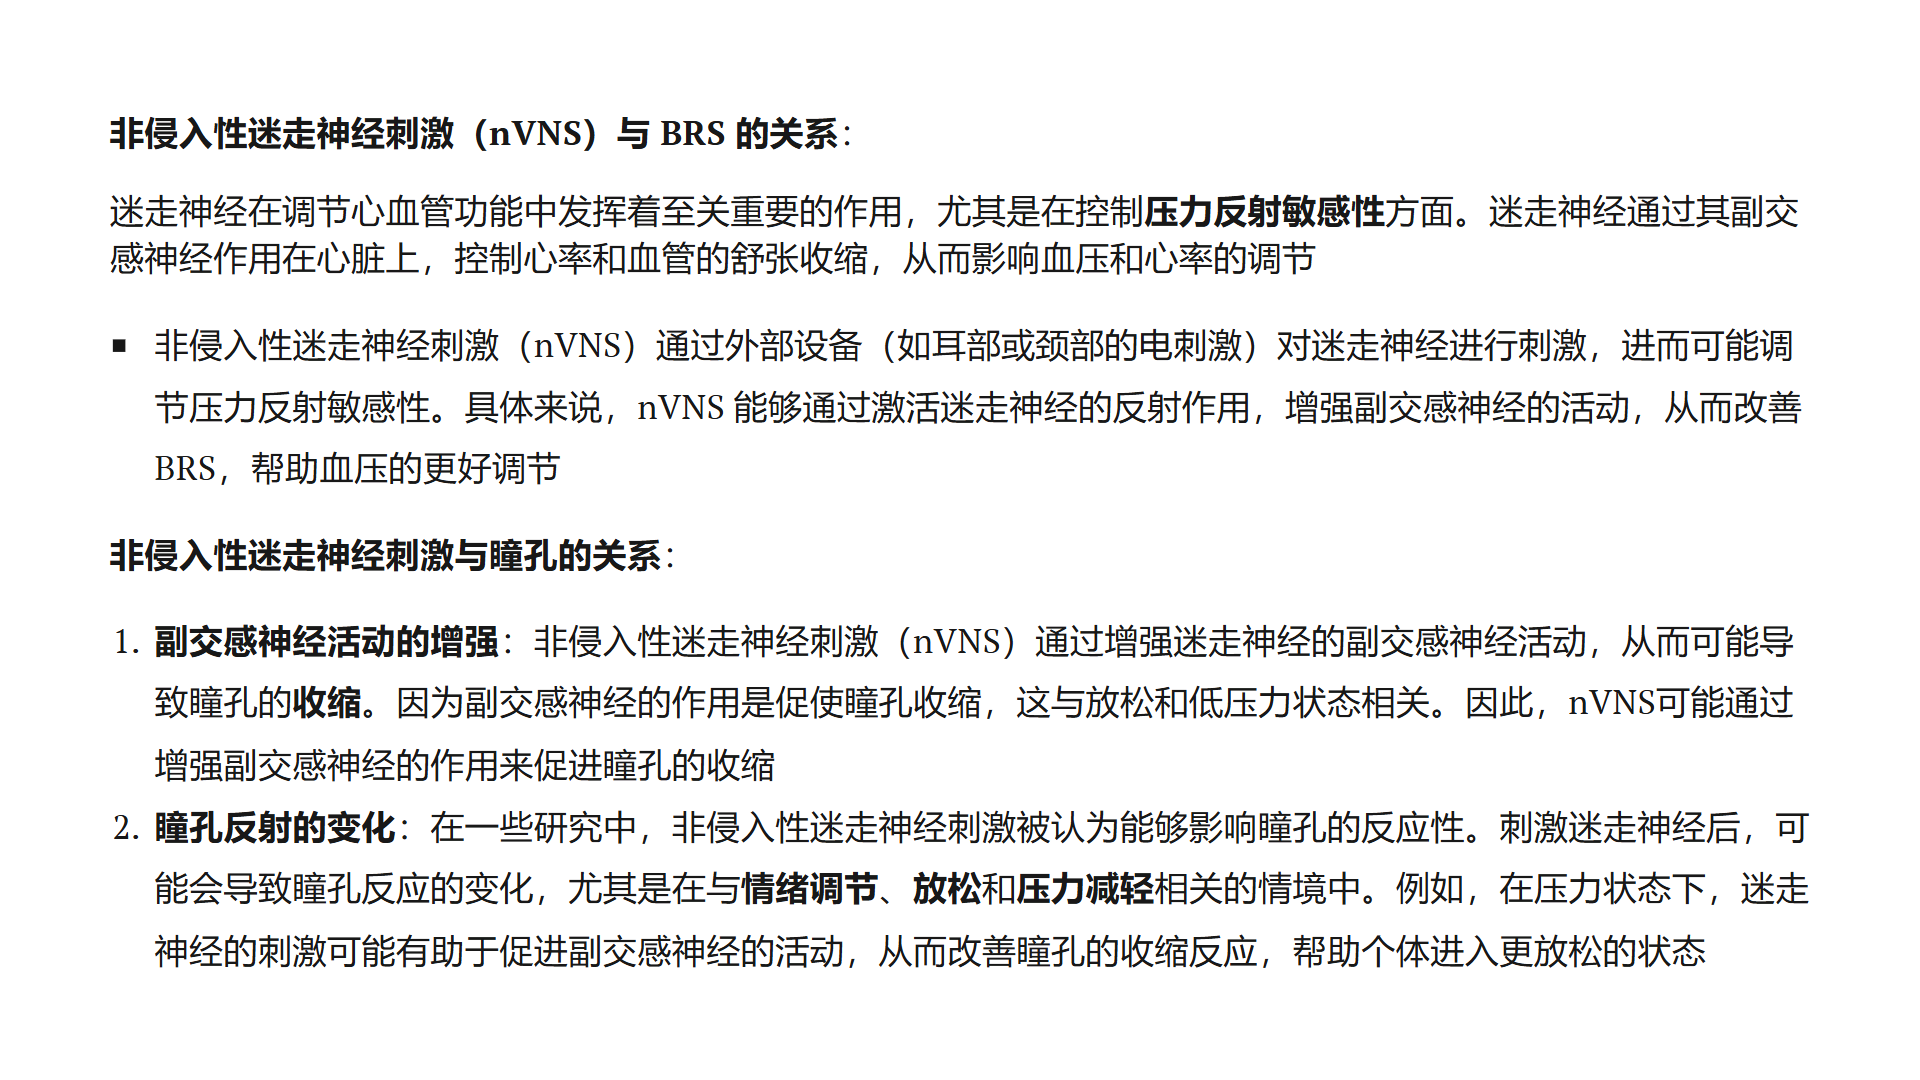 非侵入性迷走神经刺激（nVNS）与 BRS 的关系：
迷走神经在调节心血管功能中发挥着至关重要的作用，尤其是在控制压力反射敏感性方面。迷走神经通过其副交
感神经作用在心脏上，控制心率和血管的舒张收缩，从而影响血压和心率的调节
▪ 非侵入性迷走神经刺激（nVNS）通过外部设备（如耳部或颈部的电刺激）对迷走神经进行刺激，进而可能调
节压力反射敏感性。具体来说，nVNS 能够通过激活迷走神经的反射作用，增强副交感神经的活动，从而改善
BRS，帮助血压的更好调节
非侵入性迷走神经刺激与瞳孔的关系：
1. 副交感神经活动的增强：非侵入性迷走神经刺激（nVNS）通过增强迷走神经的副交感神经活动，从而可能导
致瞳孔的收缩。因为副交感神经的作用是促使瞳孔收缩，这与放松和低压力状态相关。因此，nVNS可能通过
增强副交感神经的作用来促进瞳孔的收缩
2. 瞳孔反射的变化：在一些研究中，非侵入性迷走神经刺激被认为能够影响瞳孔的反应性。刺激迷走神经后，可
能会导致瞳孔反应的变化，尤其是在与情绪调节、放松和压力减轻相关的情境中。例如，在压力状态下，迷走
神经的刺激可能有助于促进副交感神经的活动，从而改善瞳孔的收缩反应，帮助个体进入更放松的状态